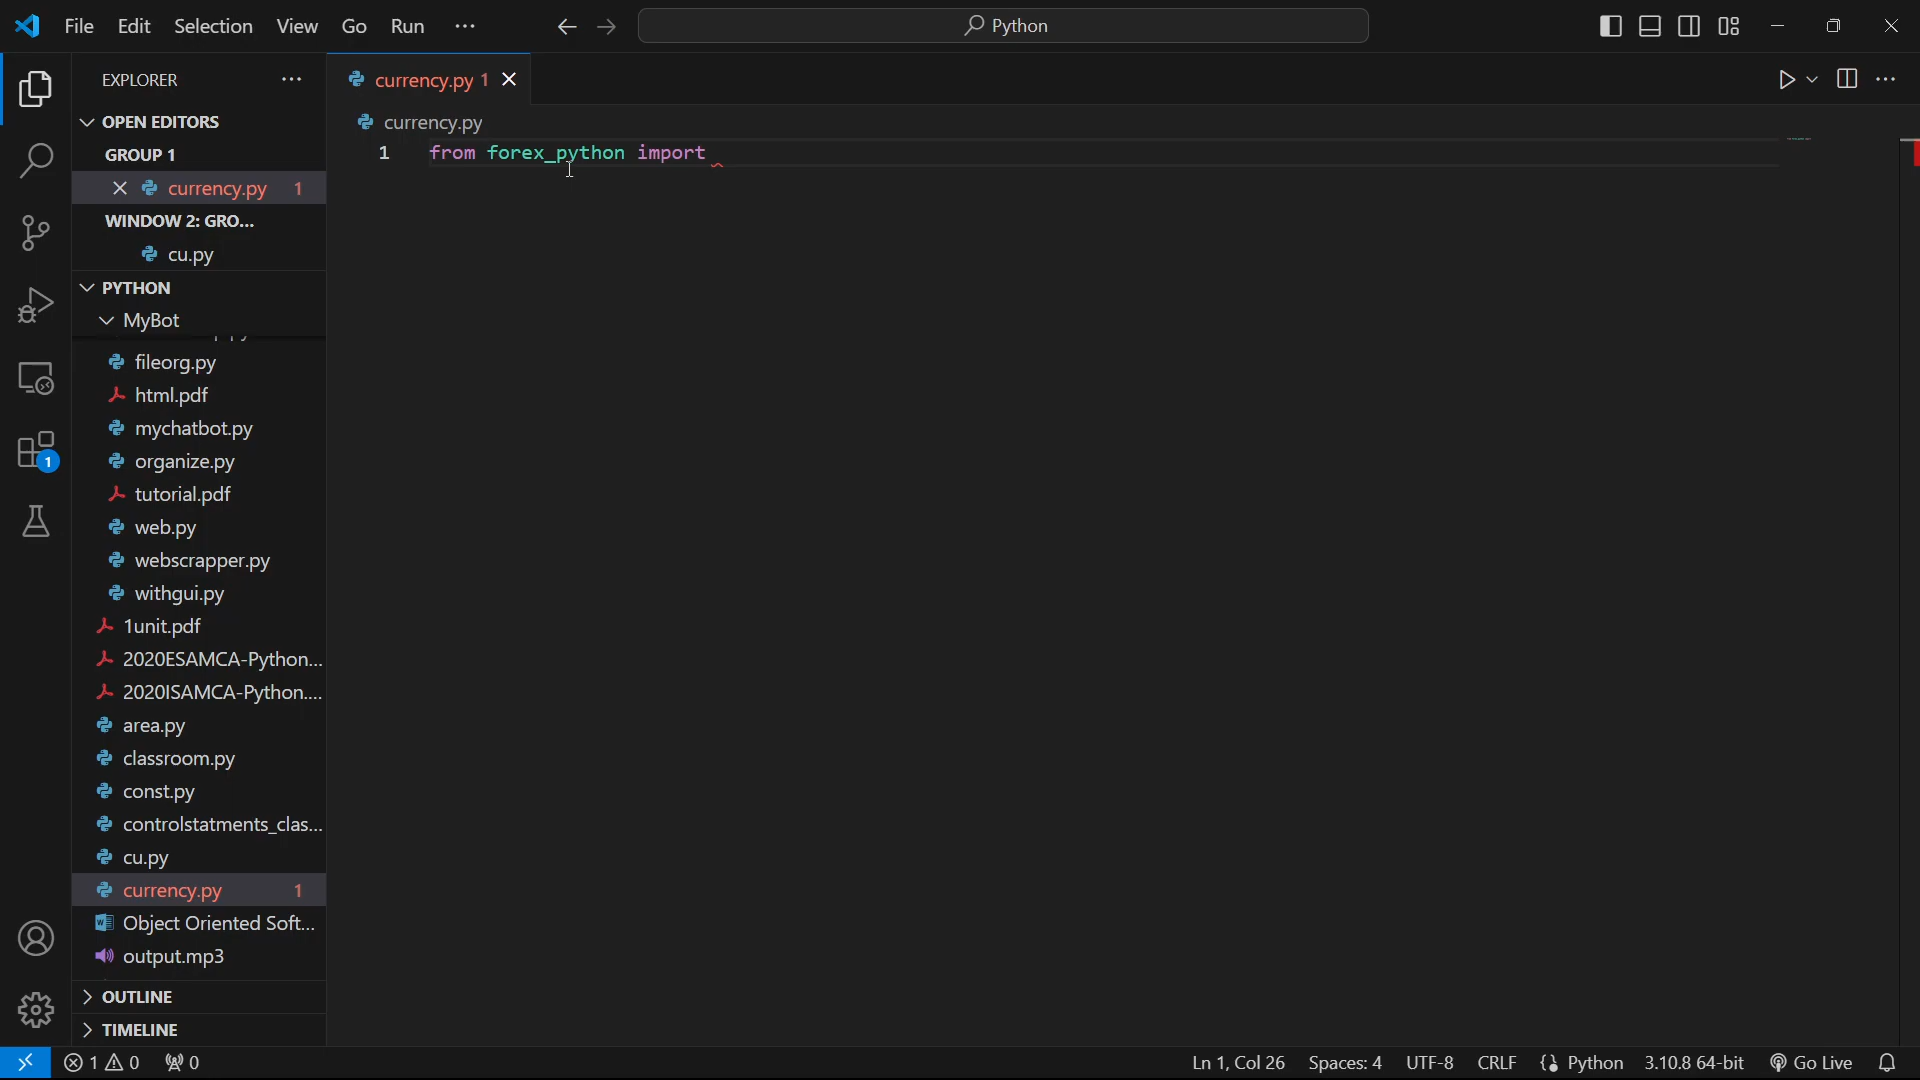 File Edit Selection View Go Run ···
Python
EXPLORER ···
OPEN EDITORS
GROUP 1
currency.py 1
WINDOW 2: GRO...
cu.py
PYTHON
MyBot
fileorg.py
html.pdf
mychatbot.py
organize.py
tutorial.pdf
web.py
webscrapper.py
withgui.py
1unit.pdf
2020ESAMCA-Python...
2020ISAMCA-Python....
area.py
classroom.py
const.py
controlstatments_clas...
cu.py
currency.py 1
Object Oriented Soft...
output.mp3
OUTLINE
TIMELINE
1
currency.py 1
currency.py
1 from forex_python import
1 0 0
Ln 1, Col 26 Spaces: 4 UTF-8 CRLF Python 3.10.8 64-bit Go Live